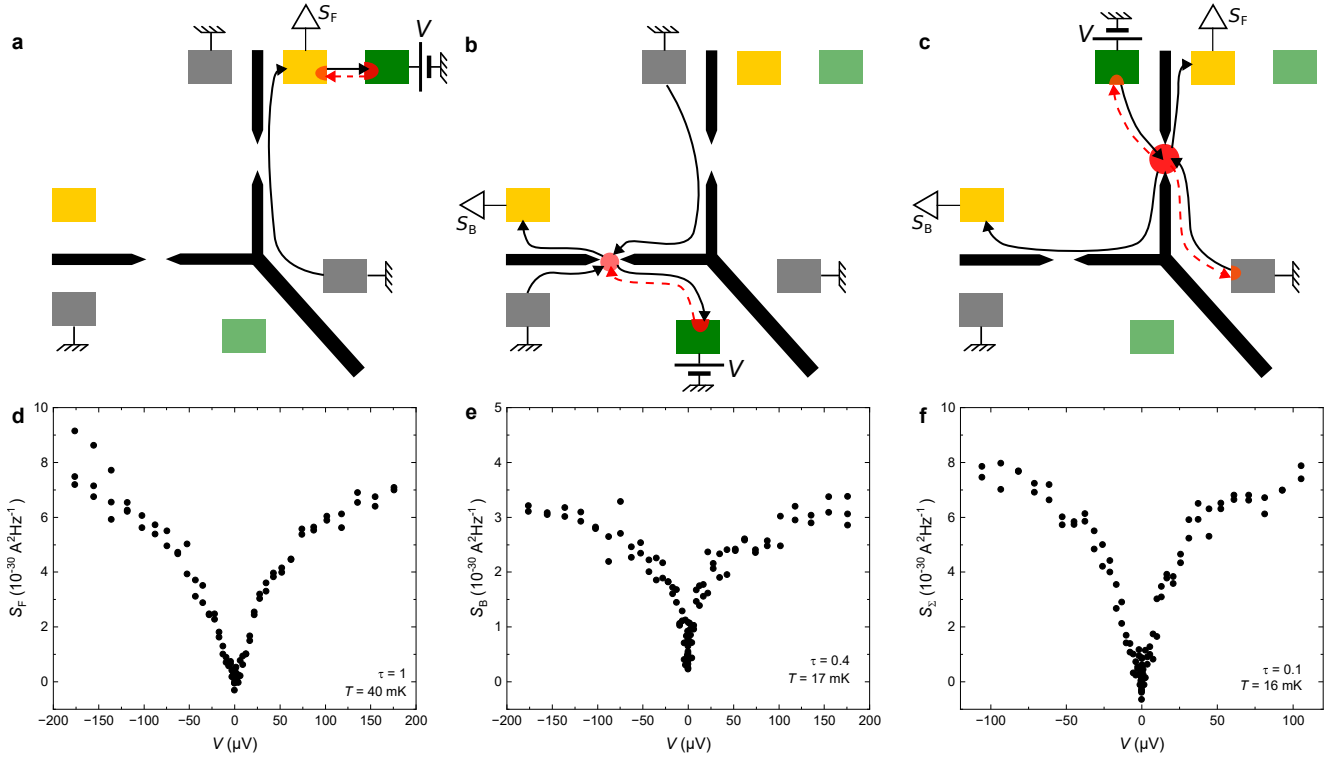 a
S_F
V
b
S_B
V
c
V
S_F
S_B
d
10
8
6
4
2
0
S_F (10^-30 A^2Hz^-1)
τ = 1
T = 40 mK
−200 −150 −100 −50 0 50 100 150 200
V (µV)
e
5
4
3
2
1
0
S_B (10^-30 A^2Hz^-1)
τ = 0.4
T = 17 mK
−200 −150 −100 −50 0 50 100 150 200
V (µV)
f
10
8
6
4
2
0
S_Σ (10^-30 A^2Hz^-1)
τ = 0.1
T = 16 mK
−100 −50 0 50 100
V (µV)